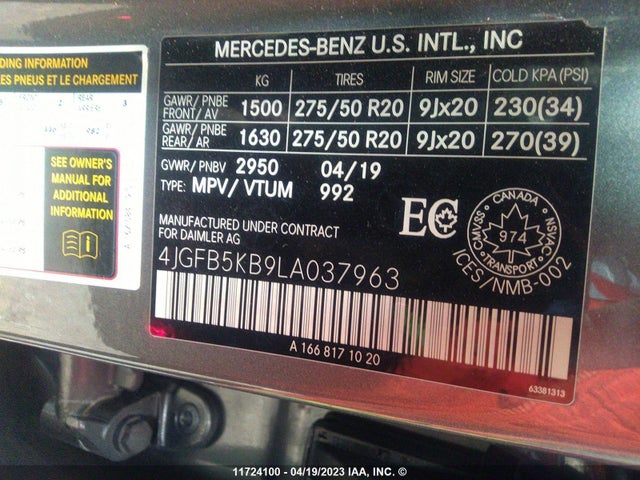 DING INFORMATION
ES PNEUS ET LE CHARGEMENT
SEE OWNER'S
MANUAL FOR
ADDITIONAL
INFORMATION
MERCEDES-BENZ U.S. INTL., INC
KG TIRES RIM SIZE COLD KPA (PSI)
GAWR/ PNBE
FRONT/ AV 1500 275/50 R20 9Jx20 230(34)
GAWR/ PNBE
REAR/ AR 1630 275/50 R20 9Jx20 270(39)
GVWR/ PNBV 2950 04/19
TYPE: MPV/ VTUM 992
MANUFACTURED UNDER CONTRACT
FOR DAIMLER AG
EC
CANADA
974
TRANSPORT
CMVSS
NSVAC
ICES/NMB-002
4JGFB5KB9LA037963
A 166 817 10 20
63381313
11724100 - 04/19/2023 IAA, INC. ©